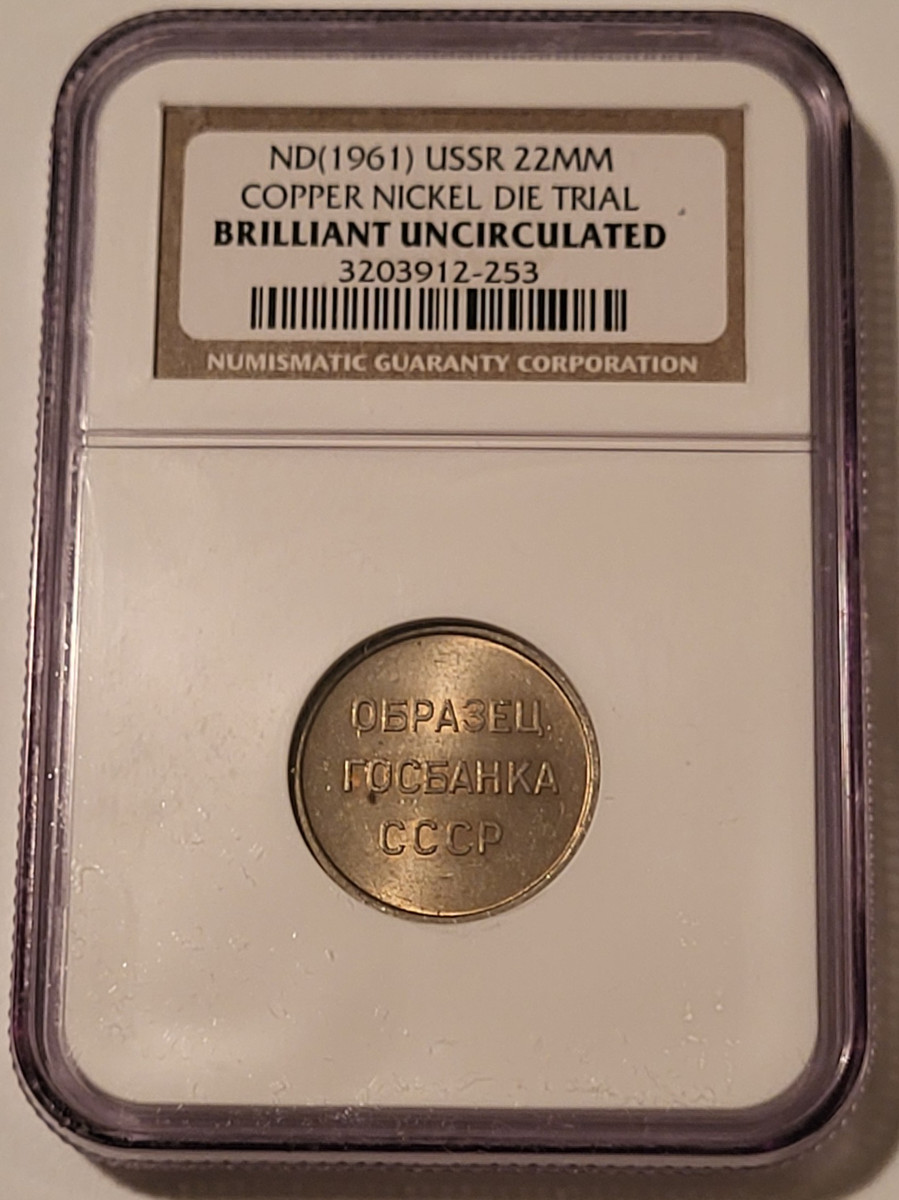 ND(1961) USSR 22MM
COPPER NICKEL DIE TRIAL
BRILLIANT UNCIRCULATED
3203912-253
NUMISMATIC GUARANTY CORPORATION
ОБРАЗЕЦ
ГОСБАНКА
СССР